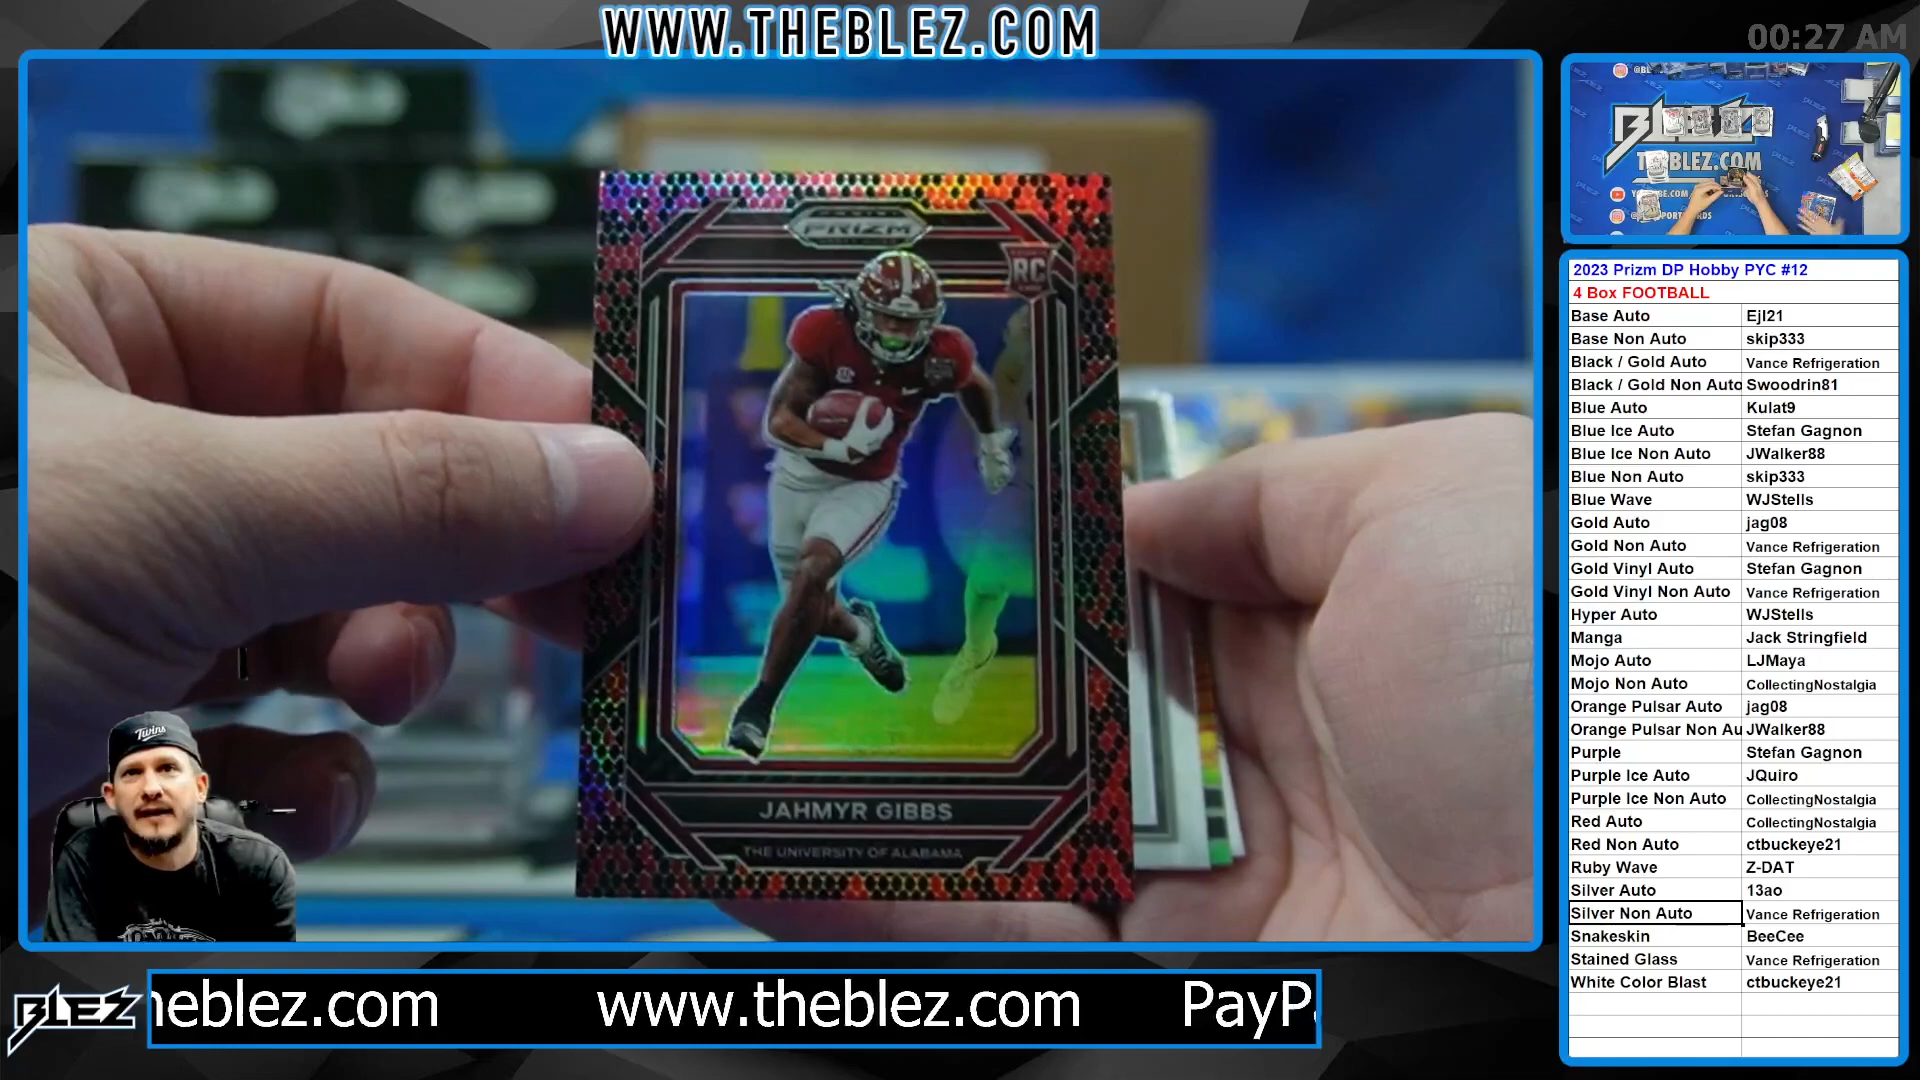 WWW.THEBLEZ.COM
00:27 AM
BLEZ
THEBLEZ.COM
PRIZM
RC
JAHMYR GIBBS
THE UNIVERSITY OF ALABAMA
Twins
2023 Prizm DP Hobby PYC #12
4 Box FOOTBALL
Base Auto Ejl21
Base Non Auto skip333
Black / Gold Auto Vance Refrigeration
Black / Gold Non Auto Swoodrin81
Blue Auto Kulat9
Blue Ice Auto Stefan Gagnon
Blue Ice Non Auto JWalker88
Blue Non Auto skip333
Blue Wave WJStells
Gold Auto jag08
Gold Non Auto Vance Refrigeration
Gold Vinyl Auto Stefan Gagnon
Gold Vinyl Non Auto Vance Refrigeration
Hyper Auto WJStells
Manga Jack Stringfield
Mojo Auto LJMaya
Mojo Non Auto CollectingNostalgia
Orange Pulsar Auto jag08
Orange Pulsar Non Au JWalker88
Purple Stefan Gagnon
Purple Ice Auto JQuiro
Purple Ice Non Auto CollectingNostalgia
Red Auto CollectingNostalgia
Red Non Auto ctbuckeye21
Ruby Wave Z-DAT
Silver Auto 13ao
Silver Non Auto Vance Refrigeration
Snakeskin BeeCee
Stained Glass Vance Refrigeration
White Color Blast ctbuckeye21
BLEZ
heblez.com www.theblez.com PayPa